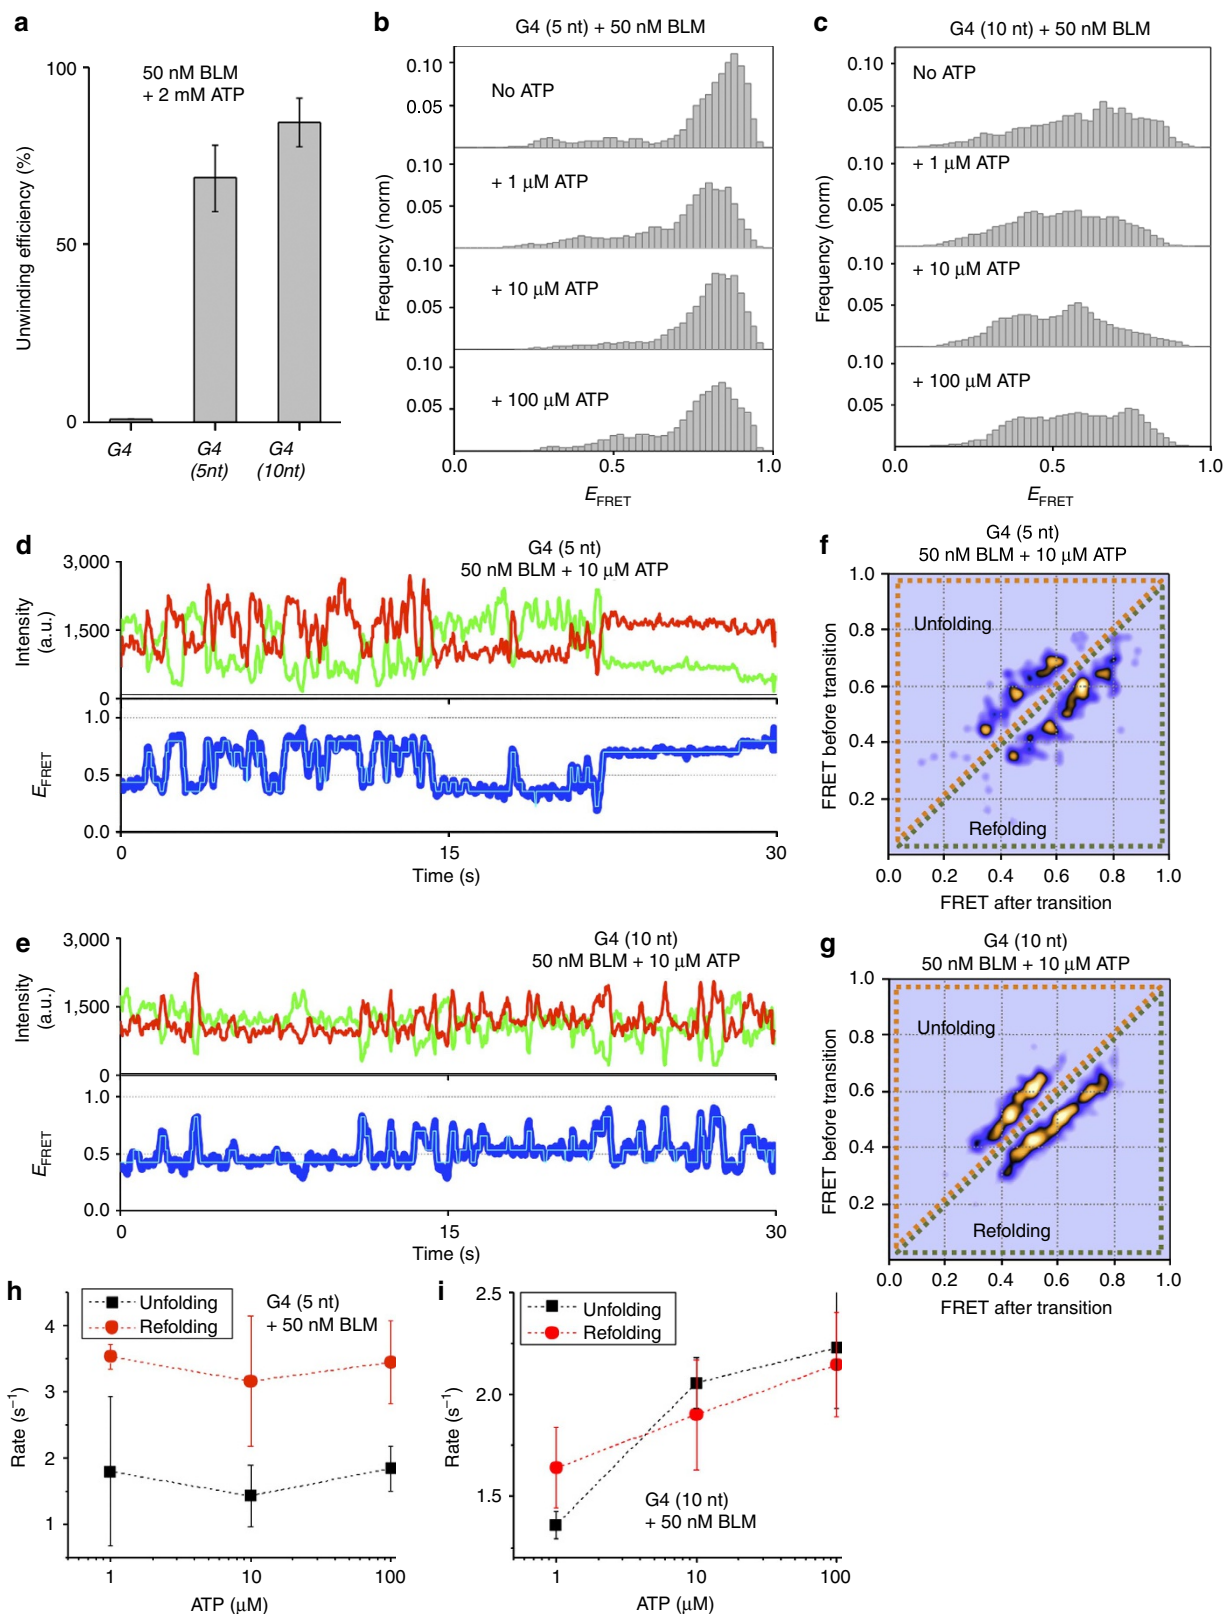 a
50 nM BLM
+ 2 mM ATP
Unwinding efficiency (%)
100
50
0
G4
G4
(5nt)
G4
(10nt)
b
G4 (5 nt) + 50 nM BLM
Frequency (norm)
0.10
0.05
No ATP
0.10
0.05
+ 1 μM ATP
0.10
0.05
+ 10 μM ATP
0.10
0.05
+ 100 μM ATP
0.0
0.5
1.0
EFRET
c
G4 (10 nt) + 50 nM BLM
Frequency (norm)
0.10
0.05
No ATP
0.10
0.05
+ 1 μM ATP
0.10
0.05
+ 10 μM ATP
0.10
0.05
+ 100 μM ATP
0.0
0.5
1.0
EFRET
d
G4 (5 nt)
50 nM BLM + 10 μM ATP
Intensity
(a.u.)
3,000
1,500
0
EFRET
1.0
0.5
0.0
0
15
30
Time (s)
f
G4 (5 nt)
50 nM BLM + 10 μM ATP
FRET before transition
1.0
0.8
0.6
0.4
0.2
Unfolding
Refolding
0.0
0.2
0.4
0.6
0.8
1.0
FRET after transition
e
G4 (10 nt)
50 nM BLM + 10 μM ATP
Intensity
(a.u.)
3,000
1,500
0
EFRET
1.0
0.5
0.0
0
15
30
Time (s)
g
G4 (10 nt)
50 nM BLM + 10 μM ATP
FRET before transition
1.0
0.8
0.6
0.4
0.2
Unfolding
Refolding
0.0
0.2
0.4
0.6
0.8
1.0
FRET after transition
h
Unfolding
Refolding
G4 (5 nt)
+ 50 nM BLM
Rate (s−1)
4
3
2
1
1
10
100
ATP (μM)
i
Unfolding
Refolding
G4 (10 nt)
+ 50 nM BLM
Rate (s−1)
2.5
2.0
1.5
1
10
100
ATP (μM)